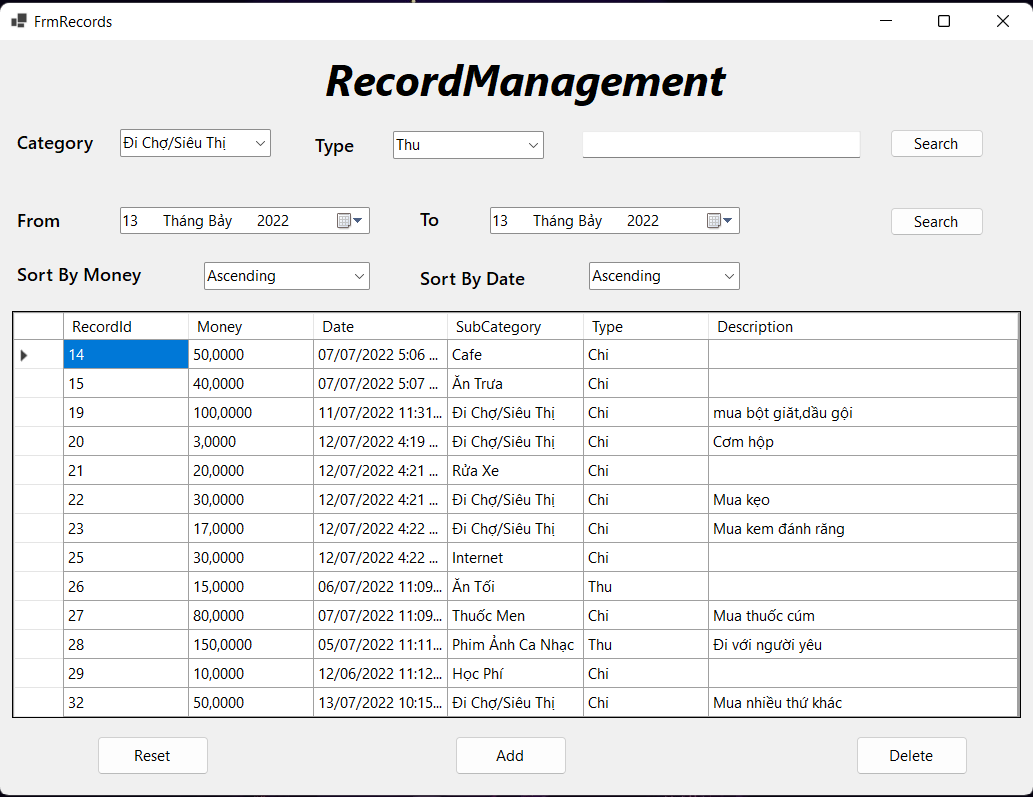 FrmRecords
RecordManagement
Category Đi Chợ/Siêu Thị Type Thu Search
From 13 Tháng Bảy 2022 To 13 Tháng Bảy 2022 Search
Sort By Money Ascending Sort By Date Ascending
RecordId Money Date SubCategory Type Description
14 50,0000 07/07/2022 5:06 ... Cafe Chi
15 40,0000 07/07/2022 5:07 ... Ăn Trưa Chi
19 100,0000 11/07/2022 11:31... Đi Chợ/Siêu Thị Chi mua bột giăt,dầu gội
20 3,0000 12/07/2022 4:19 ... Đi Chợ/Siêu Thị Chi Cơm hộp
21 20,0000 12/07/2022 4:21 ... Rửa Xe Chi
22 30,0000 12/07/2022 4:21 ... Đi Chợ/Siêu Thị Chi Mua kẹo
23 17,0000 12/07/2022 4:22 ... Đi Chợ/Siêu Thị Chi Mua kem đánh răng
25 30,0000 12/07/2022 4:22 ... Internet Chi
26 15,0000 06/07/2022 11:09... Ăn Tối Thu
27 80,0000 07/07/2022 11:09... Thuốc Men Chi Mua thuốc cúm
28 150,0000 05/07/2022 11:11... Phim Ảnh Ca Nhạc Thu Đi với người yêu
29 10,0000 12/06/2022 11:12... Học Phí Chi
32 50,0000 13/07/2022 10:15... Đi Chợ/Siêu Thị Chi Mua nhiều thứ khác
Reset Add Delete